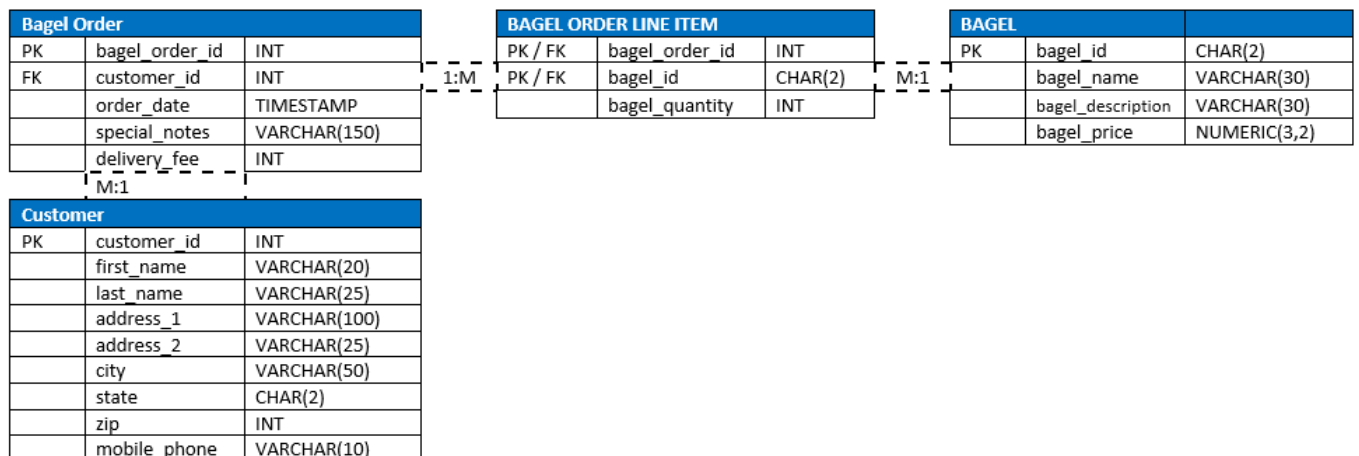 Bagel Order
PK bagel_order_id INT
FK customer_id INT
order_date TIMESTAMP
special_notes VARCHAR(150)
delivery_fee INT
1:M
BAGEL ORDER LINE ITEM
PK / FK bagel_order_id INT
PK / FK bagel_id CHAR(2)
bagel_quantity INT
M:1
BAGEL
PK bagel_id CHAR(2)
bagel_name VARCHAR(30)
bagel_description VARCHAR(30)
bagel_price NUMERIC(3,2)
M:1
Customer
PK customer_id INT
first_name VARCHAR(20)
last_name VARCHAR(25)
address_1 VARCHAR(100)
address_2 VARCHAR(25)
city VARCHAR(50)
state CHAR(2)
zip INT
mobile_phone VARCHAR(10)